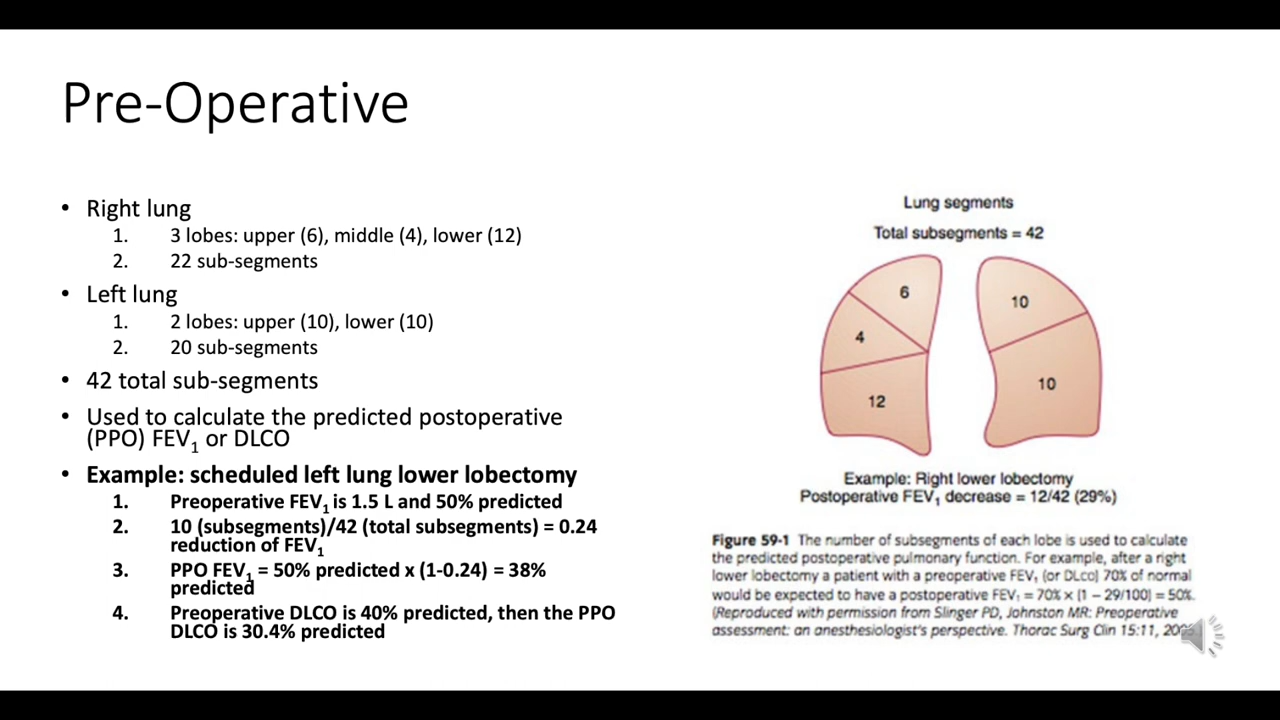 Pre-Operative
• Right lung
1. 3 lobes: upper (6), middle (4), lower (12)
2. 22 sub-segments
• Left lung
1. 2 lobes: upper (10), lower (10)
2. 20 sub-segments
• 42 total sub-segments
• Used to calculate the predicted postoperative
(PPO) FEV₁ or DLCO
• Example: scheduled left lung lower lobectomy
1. Preoperative FEV₁ is 1.5 L and 50% predicted
2. 10 (subsegments)/42 (total subsegments) = 0.24
reduction of FEV₁
3. PPO FEV₁ = 50% predicted x (1-0.24) = 38%
predicted
4. Preoperative DLCO is 40% predicted, then the PPO
DLCO is 30.4% predicted
Lung segments
Total subsegments = 42
6
4
12
10
10
Example: Right lower lobectomy
Postoperative FEV₁ decrease = 12/42 (29%)
Figure 59-1 The number of subsegments of each lobe is used to calculate
the predicted postoperative pulmonary function. For example, after a right
lower lobectomy a patient with a preoperative FEV₁ (or DLCO) 70% of normal
would be expected to have a postoperative FEV₁ = 70% × (1 − 29/100) = 50%.
(Reproduced with permission from Slinger PD, Johnston MR: Preoperative
assessment: an anesthesiologist's perspective. Thorac Surg Clin 15:11,